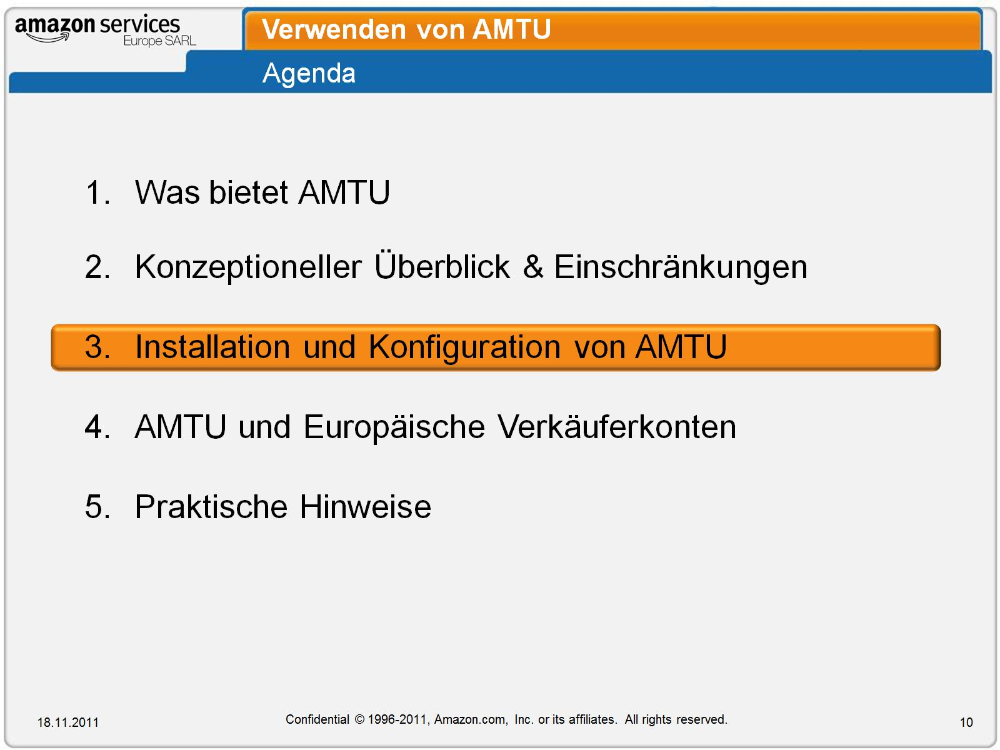 amazon services
Europe SARL
Verwenden von AMTU
Agenda
1. Was bietet AMTU
2. Konzeptioneller Überblick & Einschränkungen
3. Installation und Konfiguration von AMTU
4. AMTU und Europäische Verkäuferkonten
5. Praktische Hinweise
18.11.2011
Confidential © 1996-2011, Amazon.com, Inc. or its affiliates. All rights reserved.
10